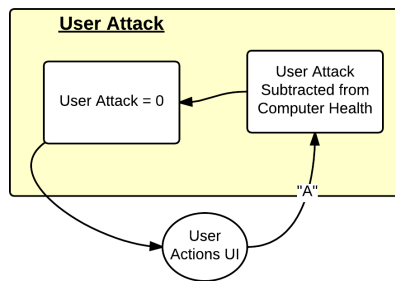 User Attack
User Attack = 0
User Attack
Subtracted from
Computer Health
"A"
User
Actions UI